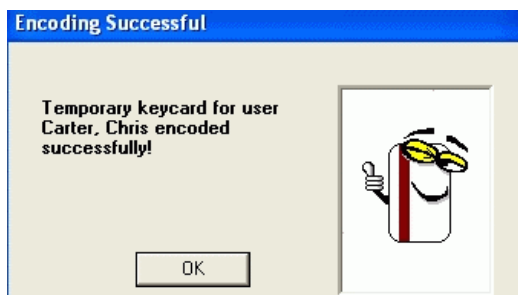 Encoding Successful
Temporary keycard for user
Carter, Chris encoded
successfully!
OK